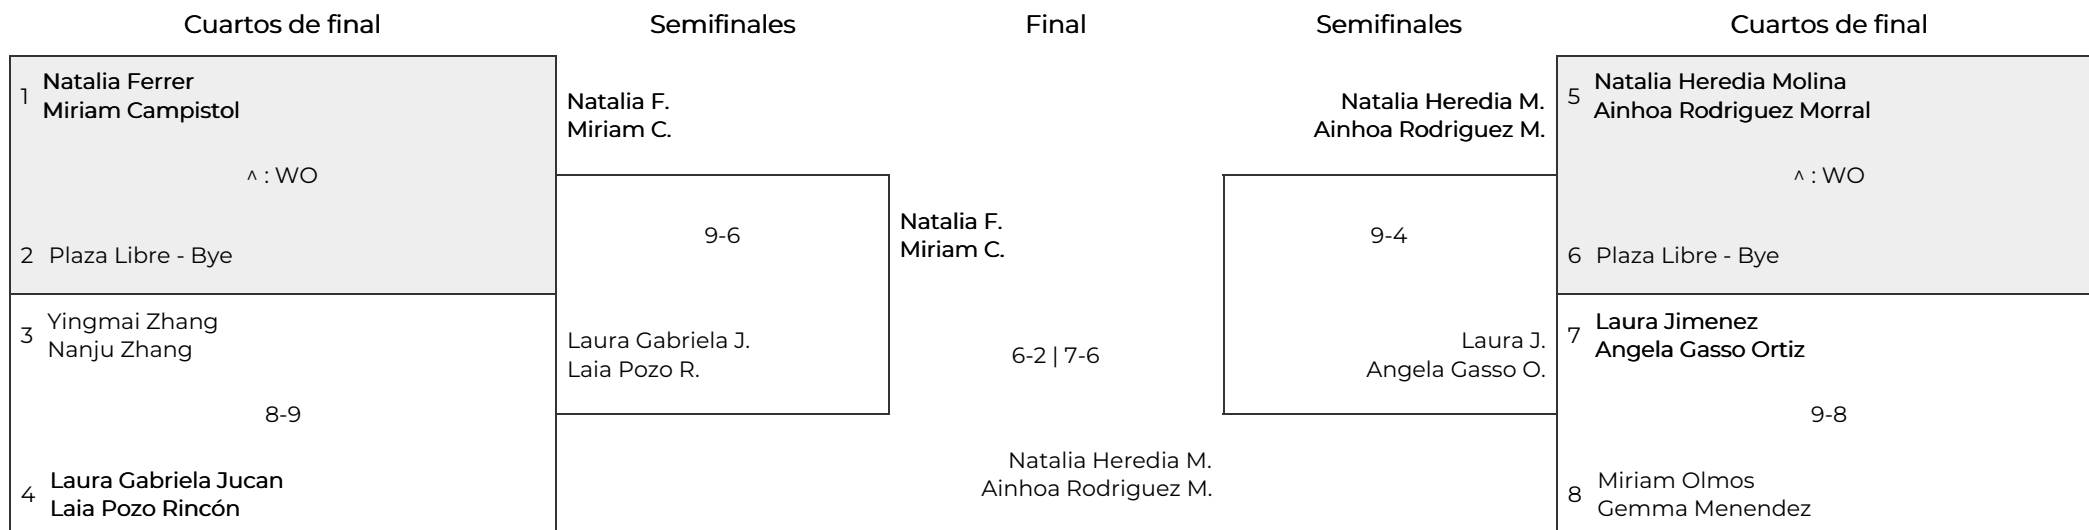 Cuartos de final
Semifinales
Final
Semifinales
Cuartos de final
1
Natalia Ferrer
Miriam Campistol
^ : WO
2 Plaza Libre - Bye
3
Yingmai Zhang
Nanju Zhang
8-9
4
Laura Gabriela Jucan
Laia Pozo Rincón
Natalia F.
Miriam C.
9-6
Laura Gabriela J.
Laia Pozo R.
Natalia F.
Miriam C.
6-2 | 7-6
Natalia Heredia M.
Ainhoa Rodriguez M.
Natalia Heredia M.
Ainhoa Rodriguez M.
9-4
Laura J.
Angela Gasso O.
5
Natalia Heredia Molina
Ainhoa Rodriguez Morral
^ : WO
6 Plaza Libre - Bye
7
Laura Jimenez
Angela Gasso Ortiz
9-8
8
Miriam Olmos
Gemma Menendez